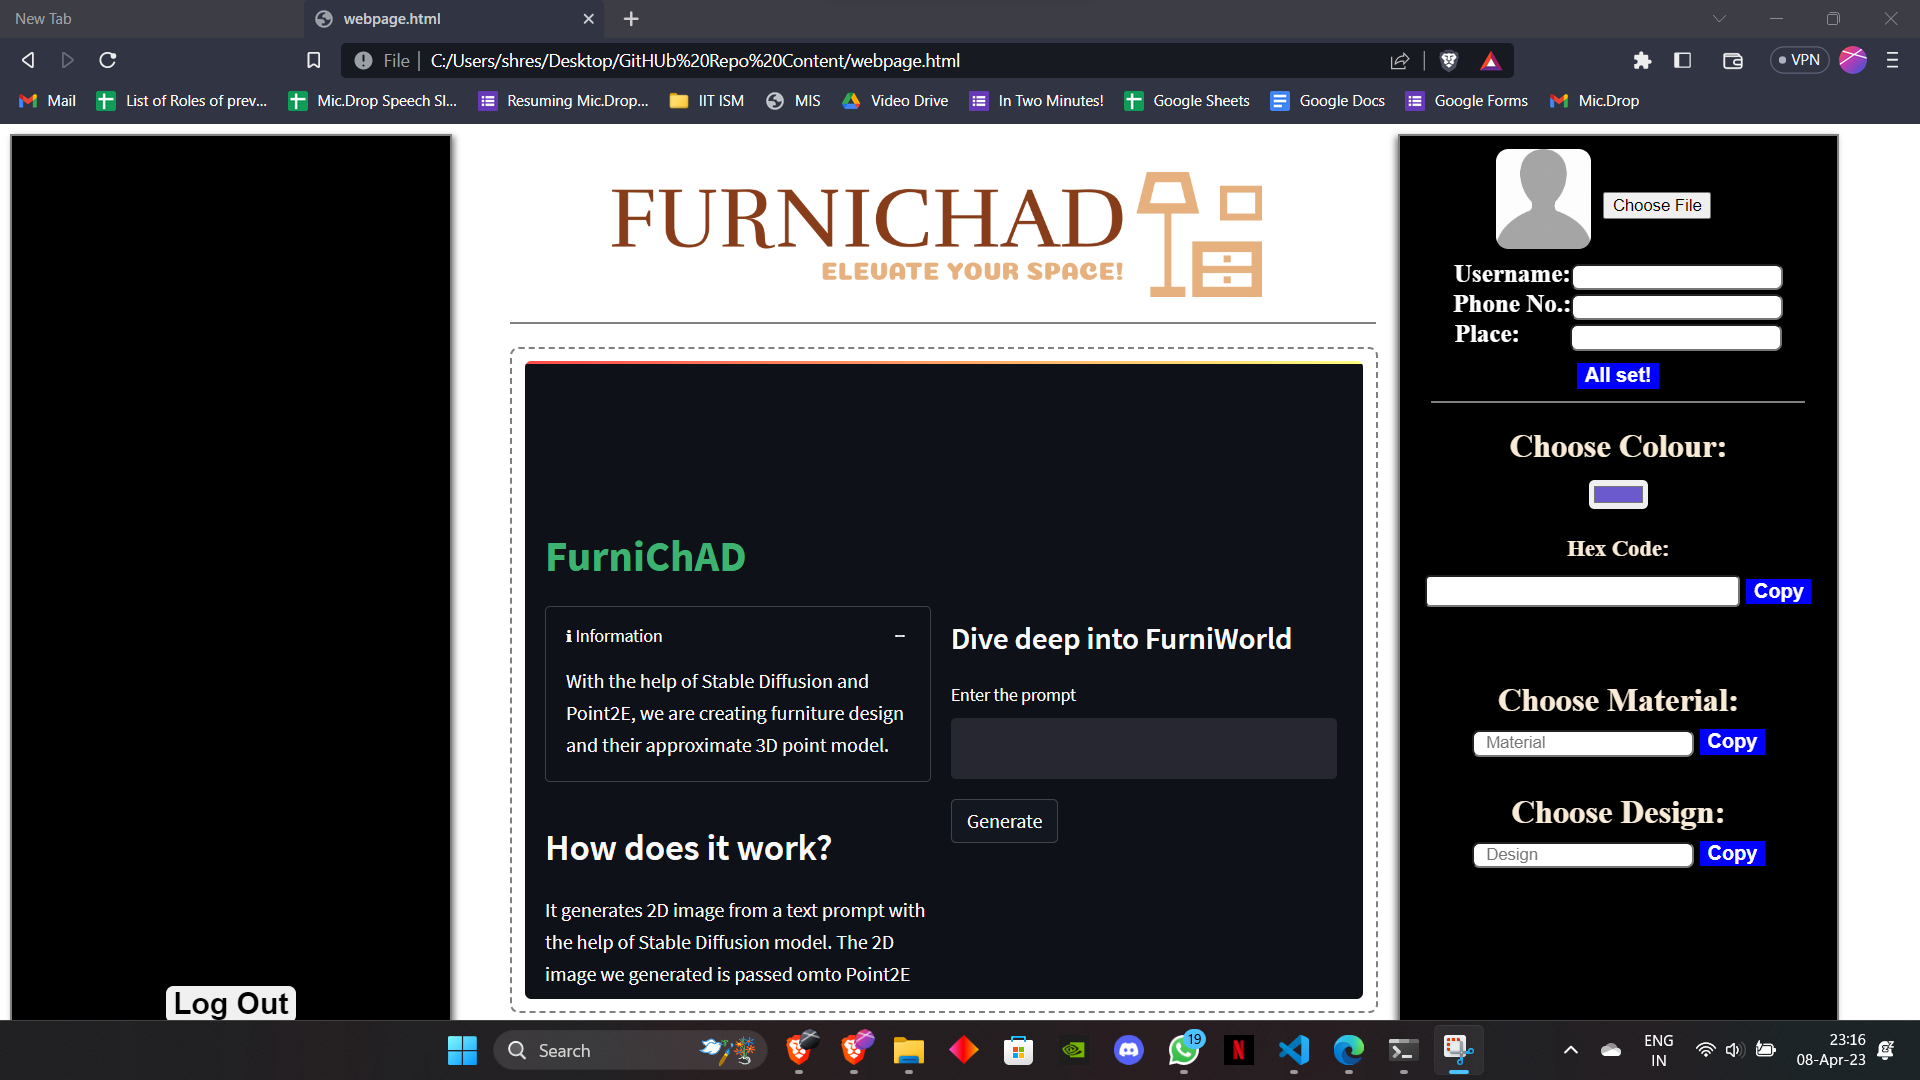 New Tab
webpage.html
File
C:/Users/shres/Desktop/GitHUb%20Repo%20Content/webpage.html
VPN
Mail
List of Roles of prev...
Mic.Drop Speech Sl...
Resuming Mic.Drop...
IIT ISM
MIS
Video Drive
In Two Minutes!
Google Sheets
Google Docs
Google Forms
Mic.Drop
Log Out
FURNICHAD
ELEVATE YOUR SPACE!
FurniChAD
ℹ Information
With the help of Stable Diffusion and
Point2E, we are creating furniture design
and their approximate 3D point model.
How does it work?
It generates 2D image from a text prompt with
the help of Stable Diffusion model. The 2D
image we generated is passed omto Point2E
Dive deep into FurniWorld
Enter the prompt
Generate
Choose File
Username:
Phone No.:
Place:
All set!
Choose Colour:
Hex Code:
Copy
Choose Material:
Material
Copy
Choose Design:
Design
Copy
Search
19
N
ENG
IN
23:16
08-Apr-23